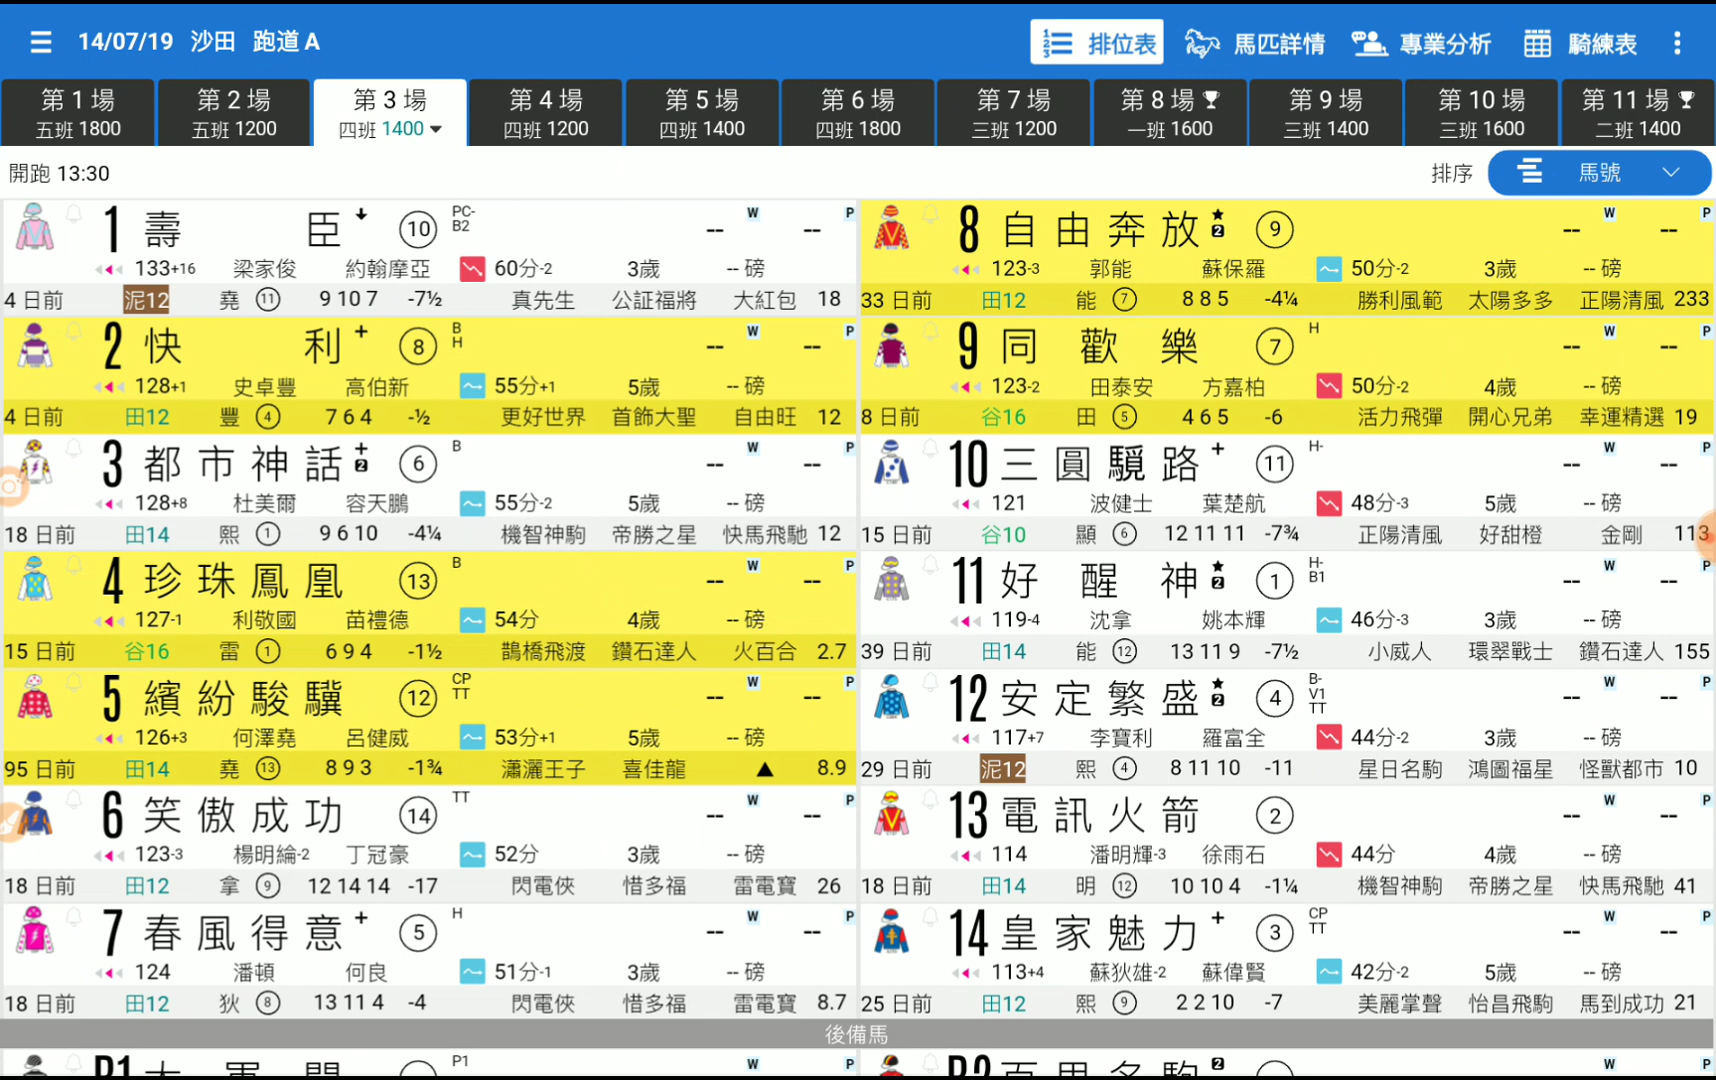 14/07/19 沙田 跑道 A 排位表 馬匹詳情 專業分析 騎練表
第 1 場 第 2 場 第 3 場 第 4 場 第 5 場 第 6 場 第 7 場 第 8 場 第 9 場 第 10 場 第 11 場
五班 1800 五班 1200 四班 1400 四班 1200 四班 1400 四班 1800 三班 1200 一班 1600 三班 1400 三班 1600 二班 1400
開跑 13:30 排序 馬號
1 壽臣 10 PC- B2 -- W -- P
133+16 梁家俊 約翰摩亞 60分-2 3歲 -- 磅
4 日前 泥12 堯 11 9 10 7 -7½ 真先生 公証福將 大紅包 18
2 快利 + 8 B H -- W -- P
128+1 史卓豐 高伯新 55分+1 5歲 -- 磅
4 日前 田12 豐 4 7 6 4 -½ 更好世界 首飾大聖 自由旺 12
3 都市神話 + 2 6 B -- W -- P
128+8 杜美爾 容天鵬 55分-2 5歲 -- 磅
18 日前 田14 熙 1 9 6 10 -4¼ 機智神駒 帝勝之星 快馬飛馳 12
4 珍珠鳳凰 13 B -- W -- P
127-1 利敬國 苗禮德 54分 4歲 -- 磅
15 日前 谷16 雷 1 6 9 4 -1½ 鵲橋飛渡 鑽石達人 火百合 2.7
5 繽紛駿驥 12 CP TT -- W -- P
126+3 何澤堯 呂健威 53分+1 5歲 -- 磅
95 日前 田14 堯 13 8 9 3 -1¾ 瀟灑王子 喜佳龍 ▲ 8.9
6 笑傲成功 14 TT -- W -- P
123-3 楊明綸-2 丁冠豪 52分 3歲 -- 磅
18 日前 田12 拿 9 12 14 14 -17 閃電俠 惜多福 雷電寶 26
7 春風得意 + 5 H -- W -- P
124 潘頓 何良 51分-1 3歲 -- 磅
18 日前 田12 狄 8 13 11 4 -4 閃電俠 惜多福 雷電寶 8.7
8 自由奔放 ★ 2 9 -- W -- P
123-3 郭能 蘇保羅 50分-2 3歲 -- 磅
33 日前 田12 能 7 8 8 5 -4¼ 勝利風範 太陽多多 正陽清風 233
9 同歡樂 7 H -- W -- P
123-2 田泰安 方嘉柏 50分-2 4歲 -- 磅
8 日前 谷16 田 5 4 6 5 -6 活力飛彈 開心兄弟 幸運精選 19
10 三圓驍路 + 11 H- -- W -- P
121 波健士 葉楚航 48分-3 5歲 -- 磅
15 日前 谷10 顯 6 12 11 11 -7¾ 正陽清風 好甜橙 金剛 113
11 好醒神 ★ 2 1 H- B1 -- W -- P
119-4 沈拿 姚本輝 46分-3 3歲 -- 磅
39 日前 田14 能 12 13 11 9 -7½ 小威人 環翠戰士 鑽石達人 155
12 安定繁盛 ★ 2 4 B- V1 TT -- W -- P
117+7 李寶利 羅富全 44分-2 3歲 -- 磅
29 日前 泥12 熙 4 8 11 10 -11 星日名駒 鴻圖福星 怪獸都市 10
13 電訊火箭 2 -- W -- P
114 潘明輝-3 徐雨石 44分 4歲 -- 磅
18 日前 田14 明 12 10 10 4 -1¼ 機智神駒 帝勝之星 快馬飛馳 41
14 皇家魅力 + 3 CP TT -- W -- P
113+4 蘇狄雄-2 蘇偉賢 42分-2 5歲 -- 磅
25 日前 田12 熙 9 2 2 10 -7 美麗掌聲 怡昌飛駒 馬到成功 21
後備馬
P1 W P 2 W P